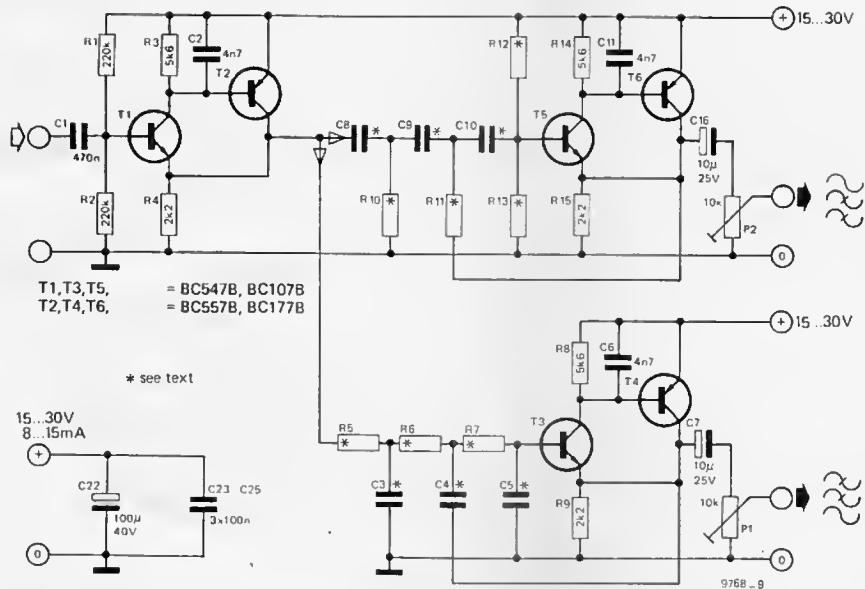 15...30V
R1
220k
R3
5k6
C2
4n7
T2
C1
470n
T1
R2
220k
R4
2k2
C8
*
C9
*
C10
*
R10
*
R11
*
R12
*
R13
*
R14
5k6
C11
4n7
T6
T5
R15
2k2
C16
10µ
25V
10k
P2
0
T1, T3, T5, = BC547B, BC107B
T2, T4, T6, = BC557B, BC177B
* see text
15...30V
8...15mA
+
C22
100µ
40V
C23 C25
3x100n
0
+
15...30V
R8
5k6
C6
4n7
T4
T3
R5
*
R6
*
R7
*
C3
*
C4
*
C5
*
R9
2k2
C7
10µ
25V
10k
P1
0
9768_9